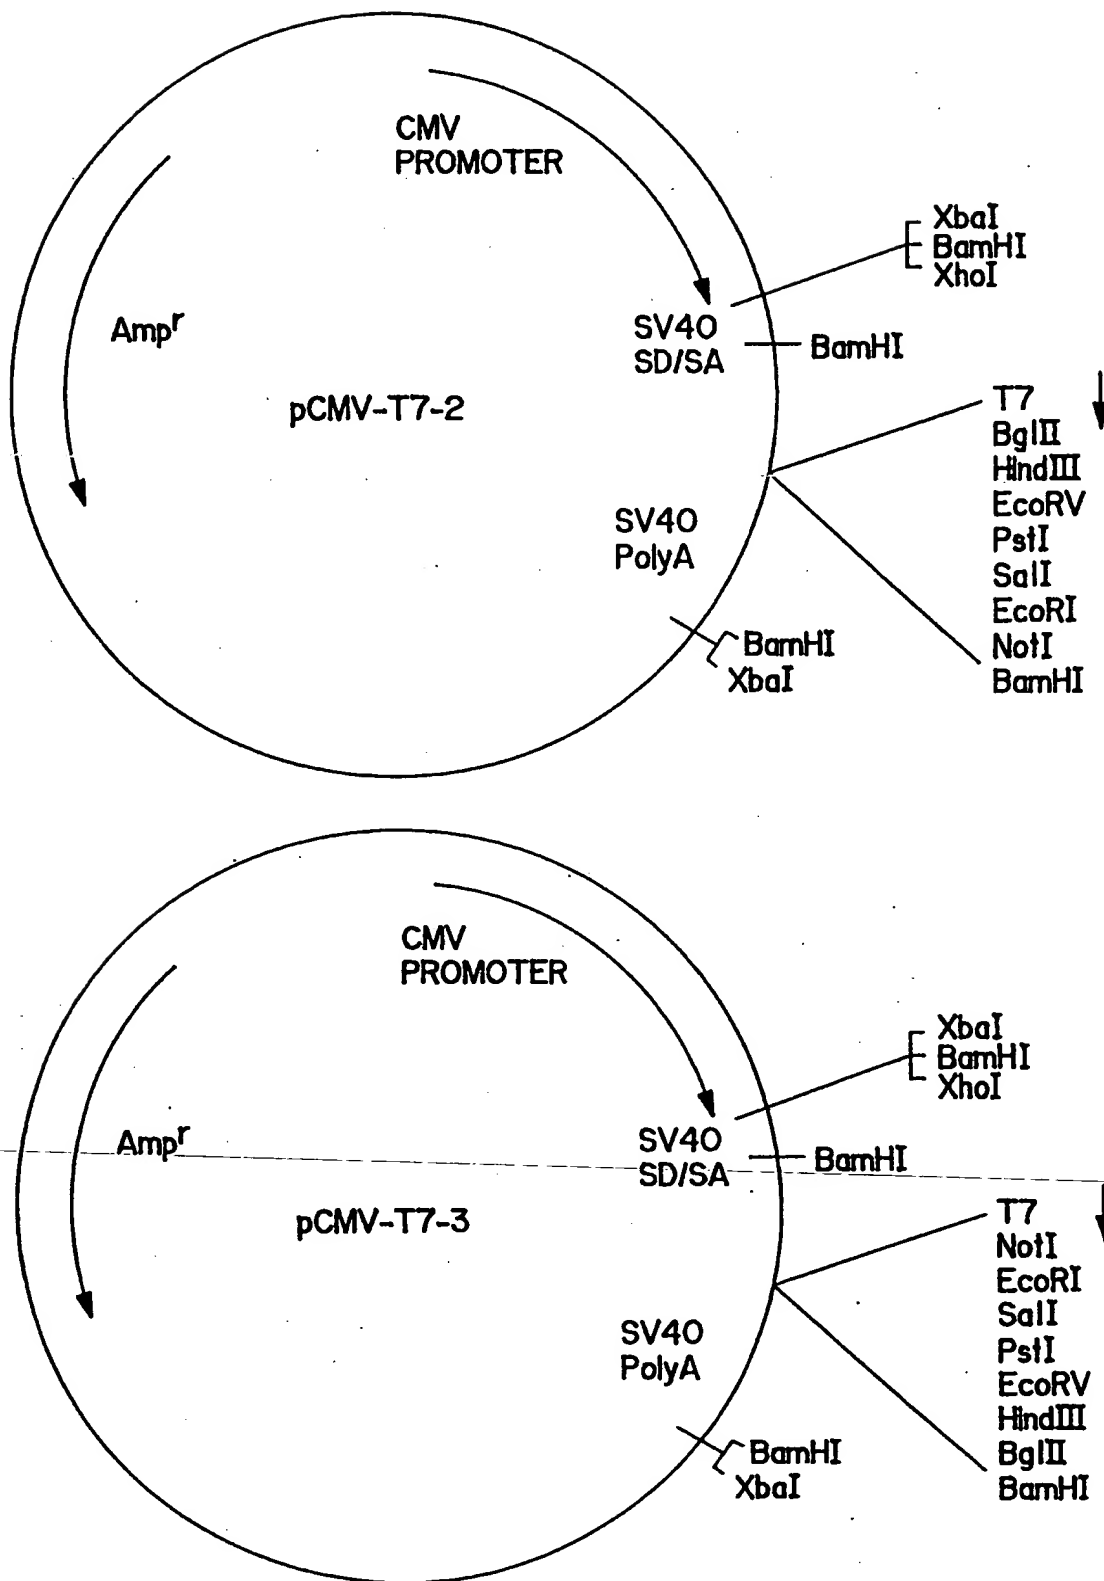 CMV
PROMOTER
XbaI
BamHI
XhoI
Ampr
SV40
SD/SA
BamHI
pCMV-T7-2
T7
BglII
HindIII
EcoRV
PstI
SalI
EcoRI
NotI
BamHI
SV40
PolyA
BamHI
XbaI
CMV
PROMOTER
XbaI
BamHI
XhoI
Ampr
SV40
SD/SA
BamHI
pCMV-T7-3
T7
NotI
EcoRI
SalI
PstI
EcoRV
HindIII
BglII
BamHI
SV40
PolyA
BamHI
XbaI